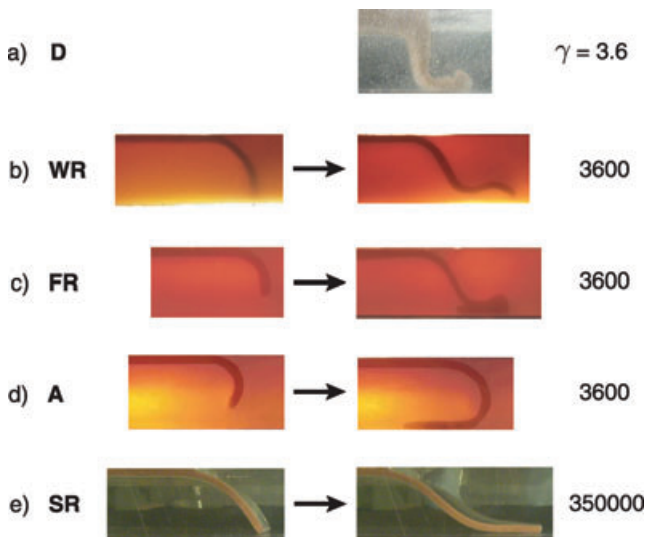 a) D γ = 3.6
b) WR 3600
c) FR 3600
d) A 3600
e) SR 350000